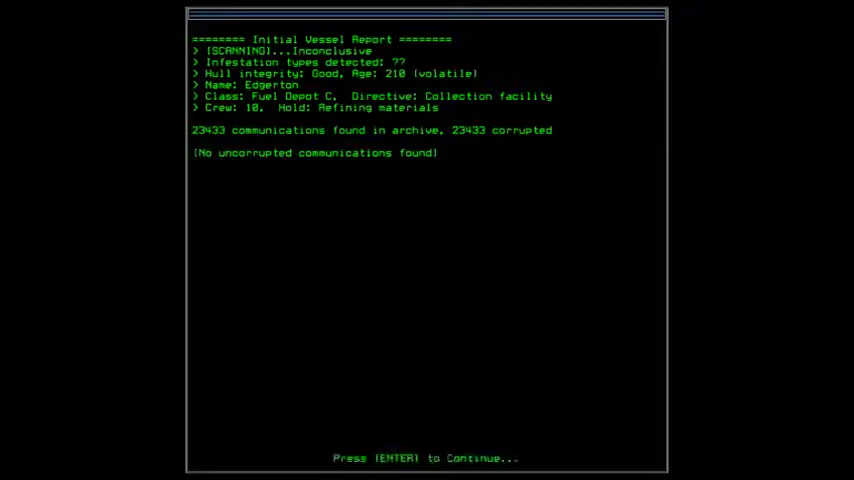 ======== Initial Vessel Report ========
> [SCANNING]...Inconclusive
> Infestation types detected: ??
> Hull integrity: Good, Age: 210 (volatile)
> Name: Edgerton
> Class: Fuel Depot C,  Directive: Collection facility
> Crew: 10,  Hold: Refining materials
23433 communications found in archive, 23433 corrupted
[No uncorrupted communications found]
Press [ENTER] to Continue...